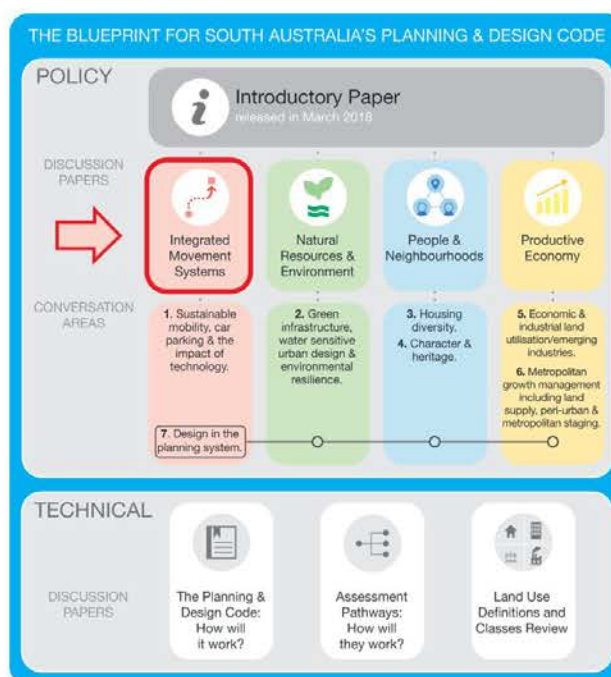 THE BLUEPRINT FOR SOUTH AUSTRALIA'S PLANNING & DESIGN CODE
POLICY
Introductory Paper
released in March 2018
DISCUSSION
PAPERS
Integrated
Movement
Systems
Natural
Resources &
Environment
People &
Neighbourhoods
Productive
Economy
CONVERSATION
AREAS
1. Sustainable
mobility, car
parking & the
impact of
technology.
2. Green
infrastructure,
water sensitive
urban design &
environmental
resilience.
3. Housing
diversity.
4. Character &
heritage.
5. Economic &
industrial land
utilisation/emerging
industries.
6. Metropolitan
growth management
including land
supply, peri-urban &
metropolitan staging.
7. Design in the
planning system.
TECHNICAL
DISCUSSION
PAPERS
The Planning &
Design Code:
How will
it work?
Assessment
Pathways:
How will
they work?
Land Use
Definitions and
Classes Review